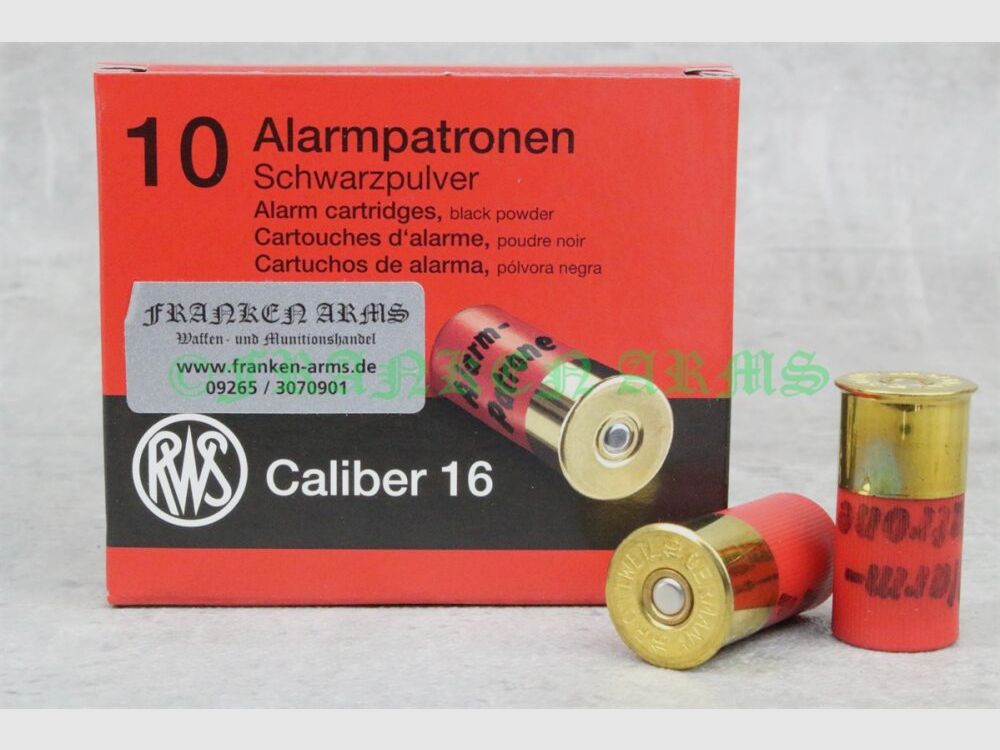 10 Alarmpatronen
Schwarzpulver
Alarm cartridges, black powder
Cartouches d'alarme, poudre noir
Cartuchos de alarma, pólvora negra
FRANKEN ARMS
Waffen- und Munitionshandel
www.franken-arms.de
09265 / 3070901
©FRANKEN ARMS
Alarm-
patrone
RWS
Caliber 16